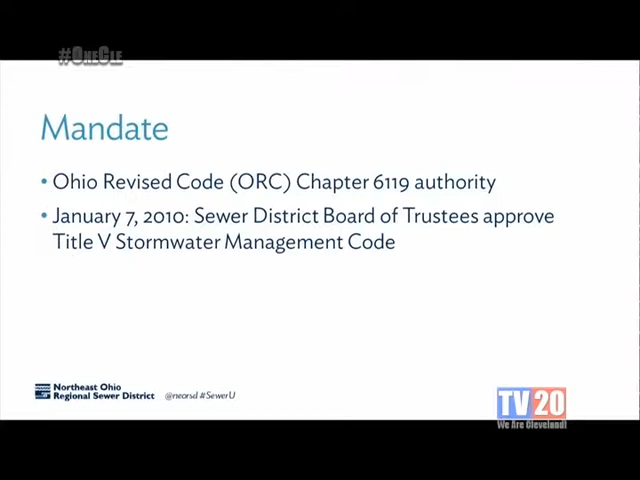 #OneCle
Mandate
• Ohio Revised Code (ORC) Chapter 6119 authority
• January 7, 2010: Sewer District Board of Trustees approve
Title V Stormwater Management Code
Northeast Ohio
Regional Sewer District
@neorsd #SewerU
TV20
We Are Cleveland!